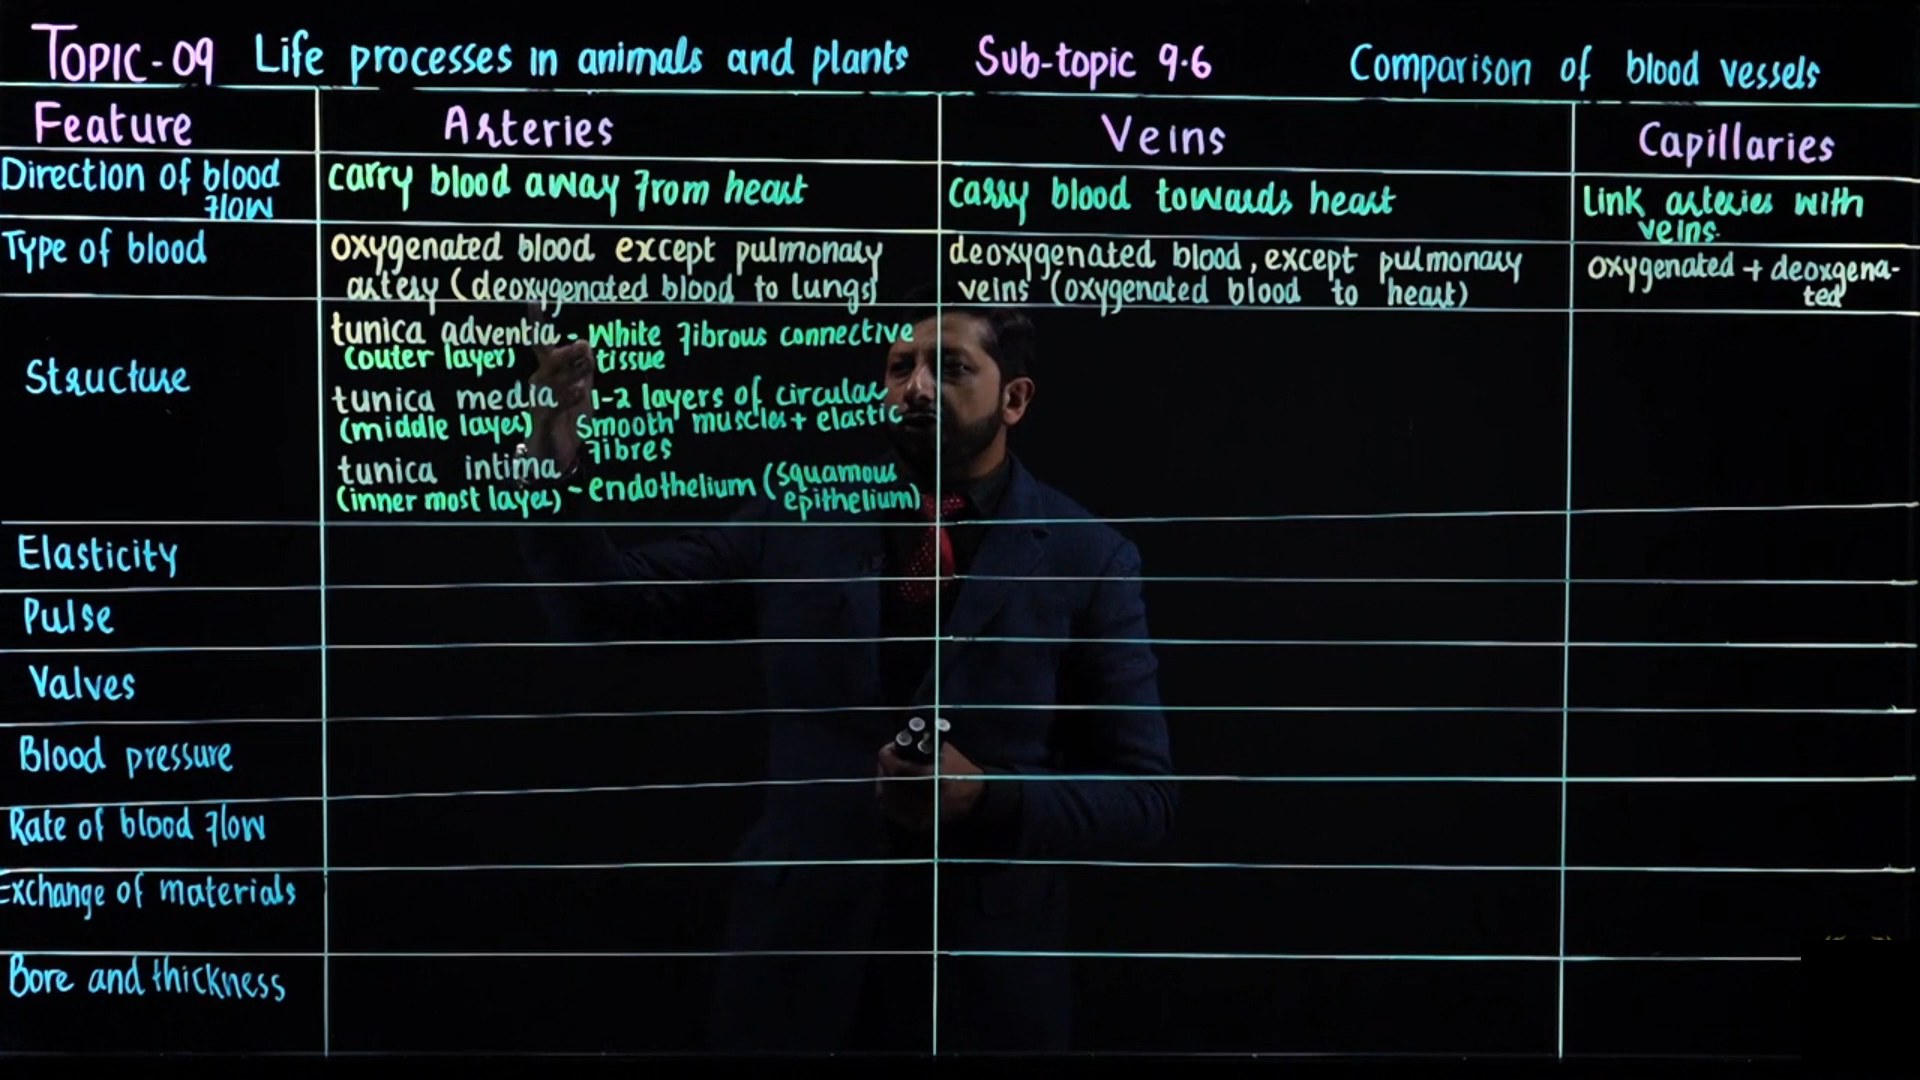 TOPIC-09 Life processes in animals and plants Sub-topic 9.6 Comparison of blood vessels
Feature Arteries Veins Capillaries
Direction of blood flow
carry blood away from heart
carry blood towards heart
Link arteries with
veins.
Type of blood
oxygenated blood except pulmonary
artery (deoxygenated blood to lungs)
deoxygenated blood, except pulmonary
veins (oxygenated blood to heart)
oxygenated + deoxgena-
ted
Structure
tunica adventia - White fibrous connective
(outer layer) tissue
tunica media 1-2 layers of circular
(middle layer) Smooth muscles + elastic
fibres
tunica intima
(inner most layer) - endothelium (squamous
epithelium)
Elasticity
Pulse
Valves
Blood pressure
Rate of blood flow
Exchange of materials
Bore and thickness